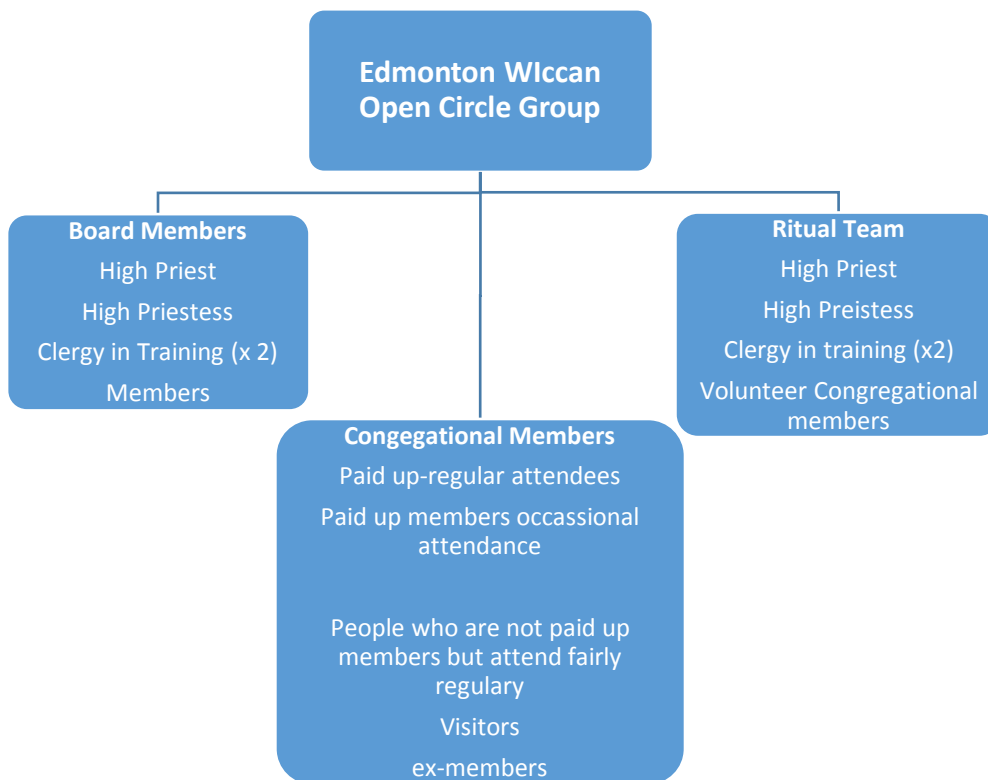 Edmonton WIccan
Open Circle Group
Board Members
High Priest
High Priestess
Clergy in Training (x 2)
Members
Congegational Members
Paid up-regular attendees
Paid up members occassional
attendance
People who are not paid up
members but attend fairly
regulary
Visitors
ex-members
Ritual Team
High Priest
High Preistess
Clergy in training (x2)
Volunteer Congregational
members